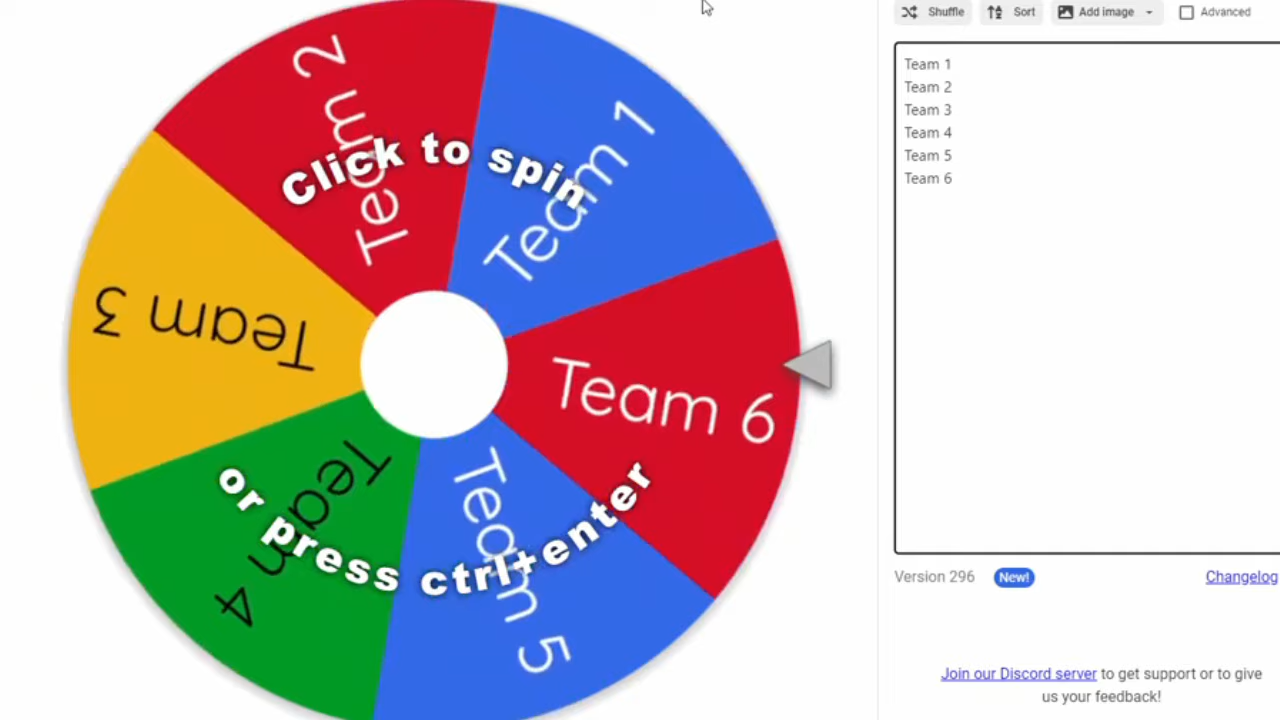 Shuffle
Sort
Add image
Advanced
Team 1
Team 2
Team 3
Team 4
Team 5
Team 6
Team 2
Team 1
Click to spin
Team 3
Team 6
Team 4
Team 5
or press ctrl+enter
Version 296
New!
Changelog
Join our Discord server to get support or to give
us your feedback!